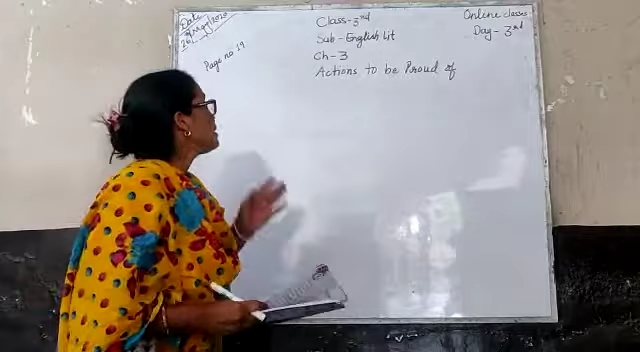 Date
Class-3rd
Online classes
Sub-English Lit
Day-3rd
Ch-3
Page no 19
Actions to be Proud of